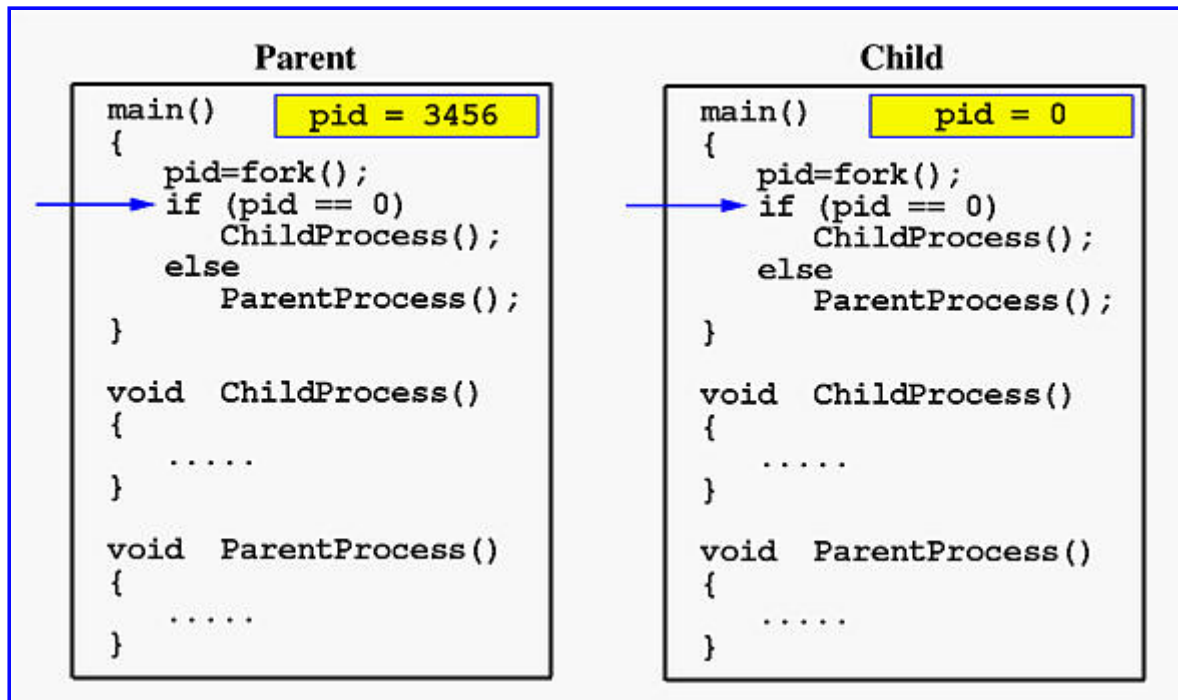 Parent
main()
pid = 3456
{
pid=fork();
if (pid == 0)
ChildProcess();
else
ParentProcess();
}
void ChildProcess()
{
.....
}
void ParentProcess()
{
.....
}
Child
main()
pid = 0
{
pid=fork();
if (pid == 0)
ChildProcess();
else
ParentProcess();
}
void ChildProcess()
{
.....
}
void ParentProcess()
{
.....
}